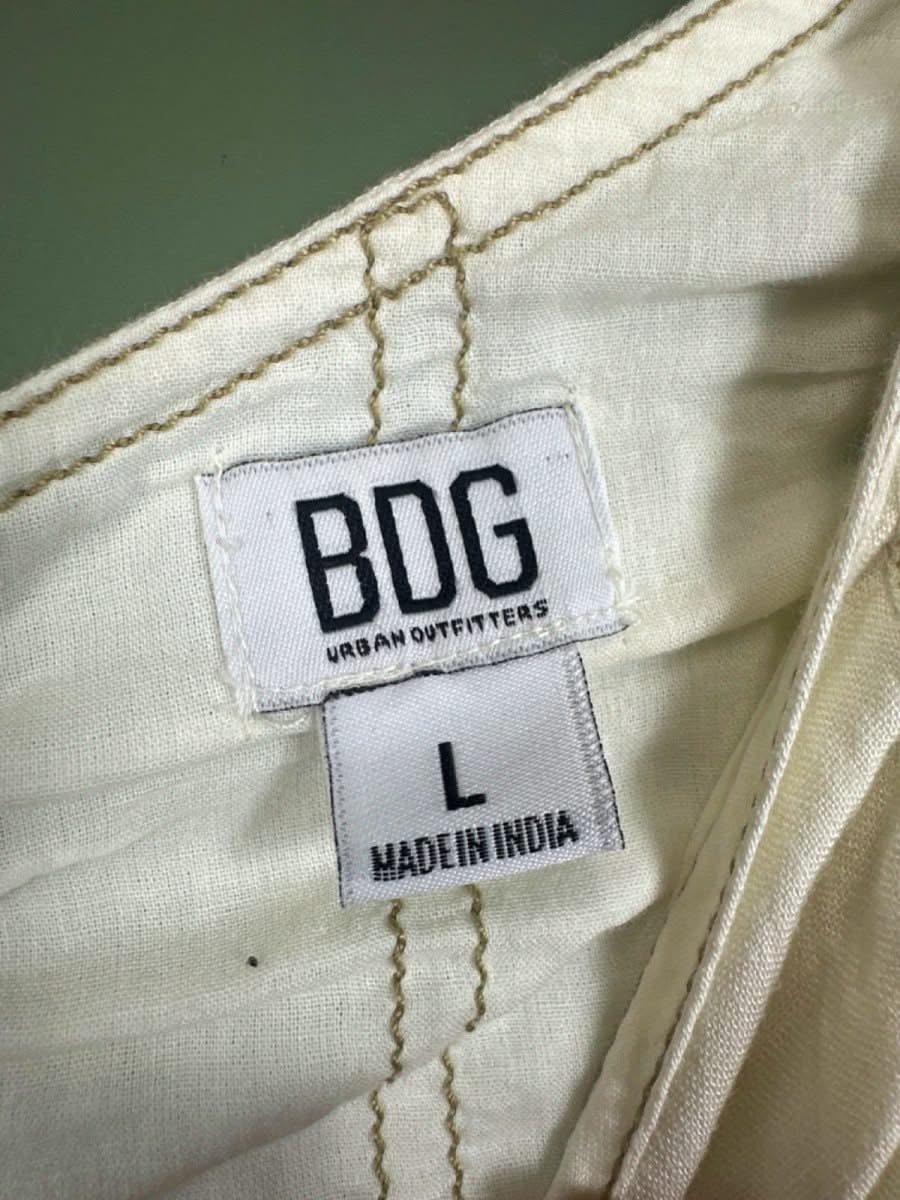 BDG
URBAN OUTFITTERS
L
MADE IN INDIA